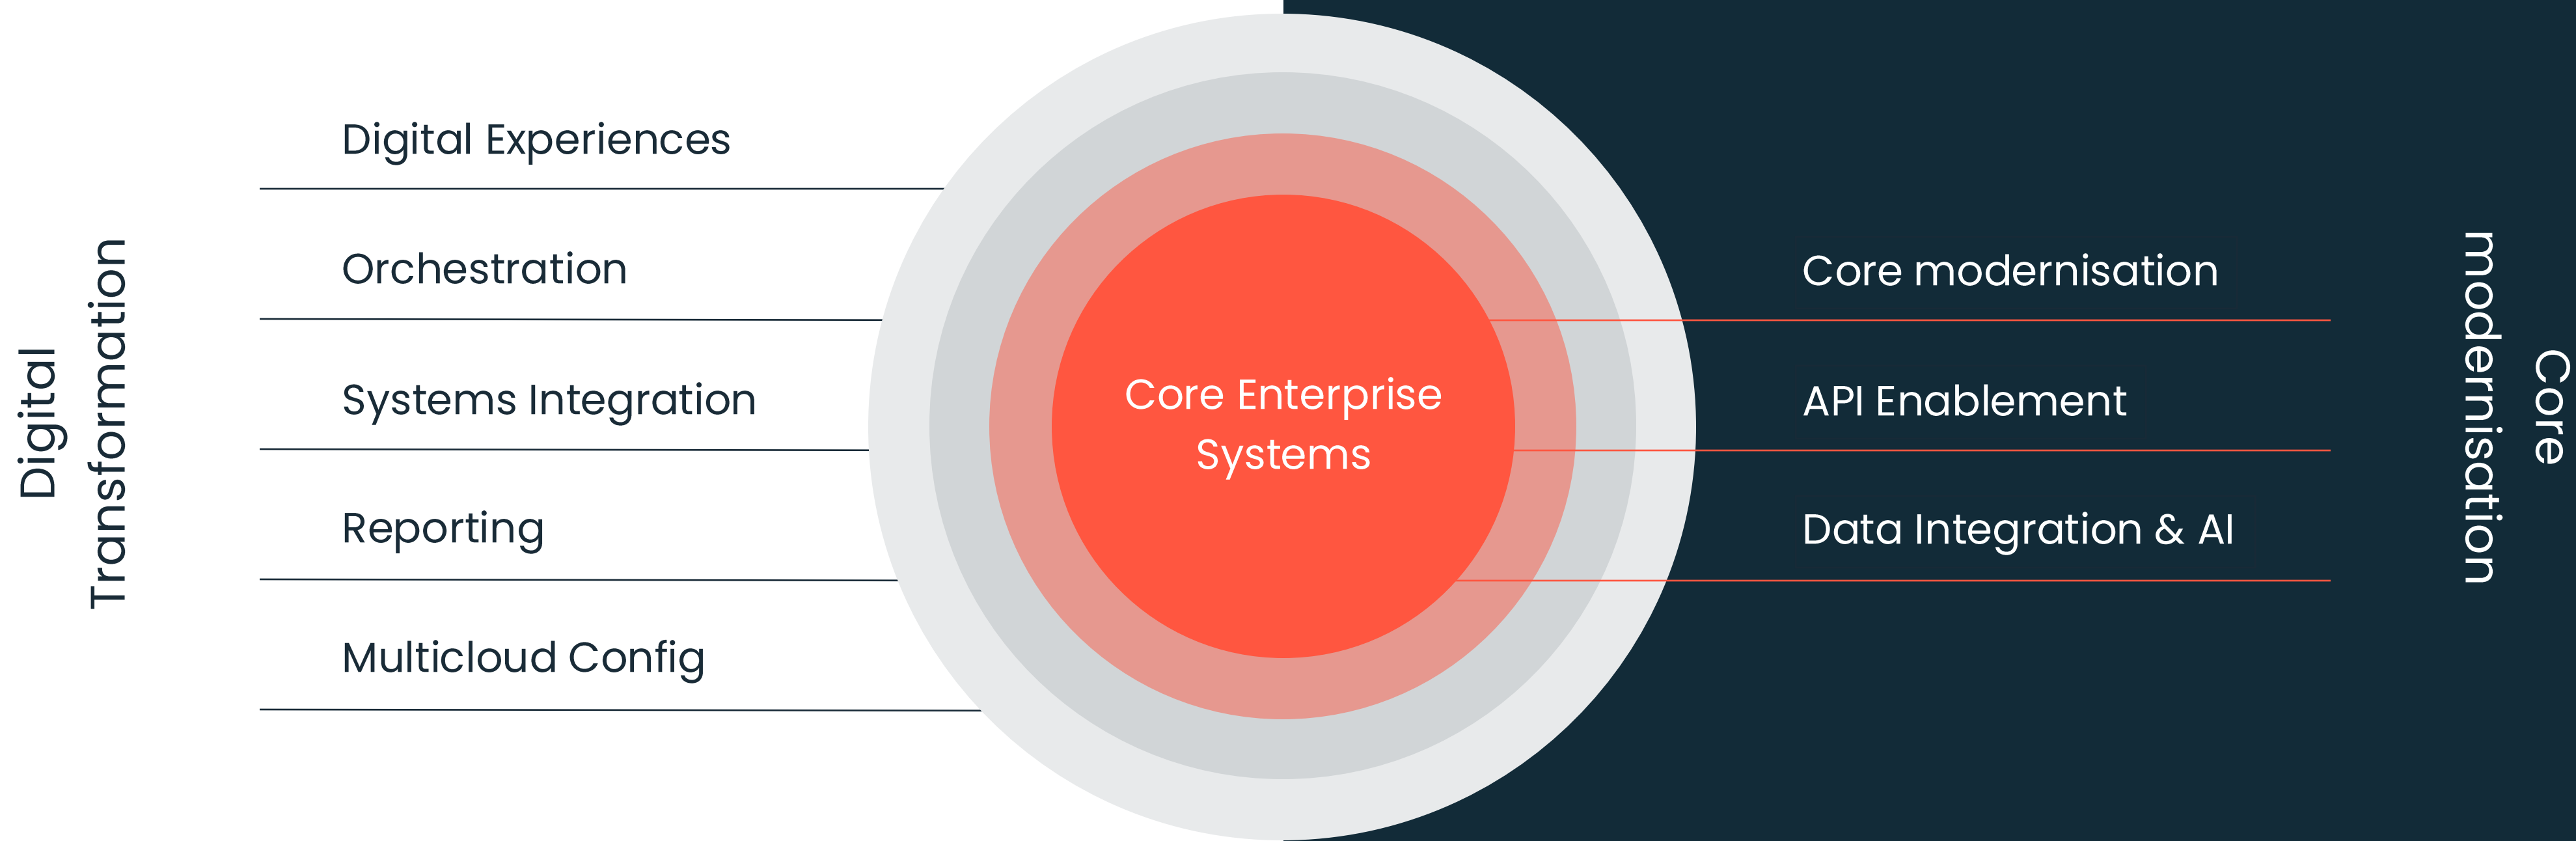 Digital
Transformation
Digital Experiences
Orchestration
Systems Integration
Reporting
Multicloud Config
Core Enterprise
Systems
Core modernisation
API Enablement
Data Integration & AI
Core
modernisation